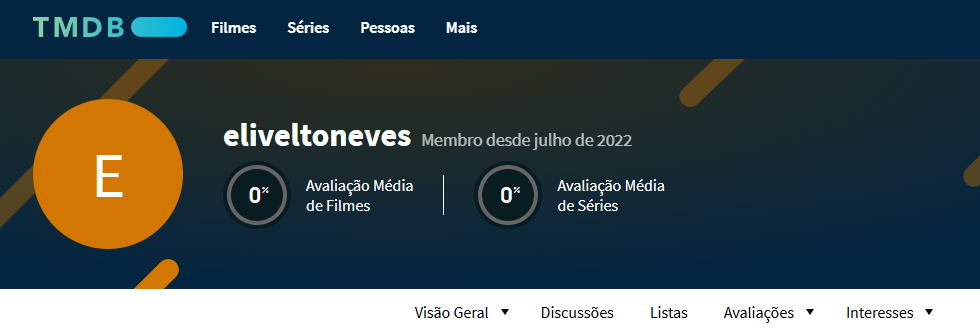 TMDB Filmes Séries Pessoas Mais
E
eliveltoneves Membro desde julho de 2022
0% Avaliação Média de Filmes
0% Avaliação Média de Séries
Visão Geral Discussões Listas Avaliações Interesses